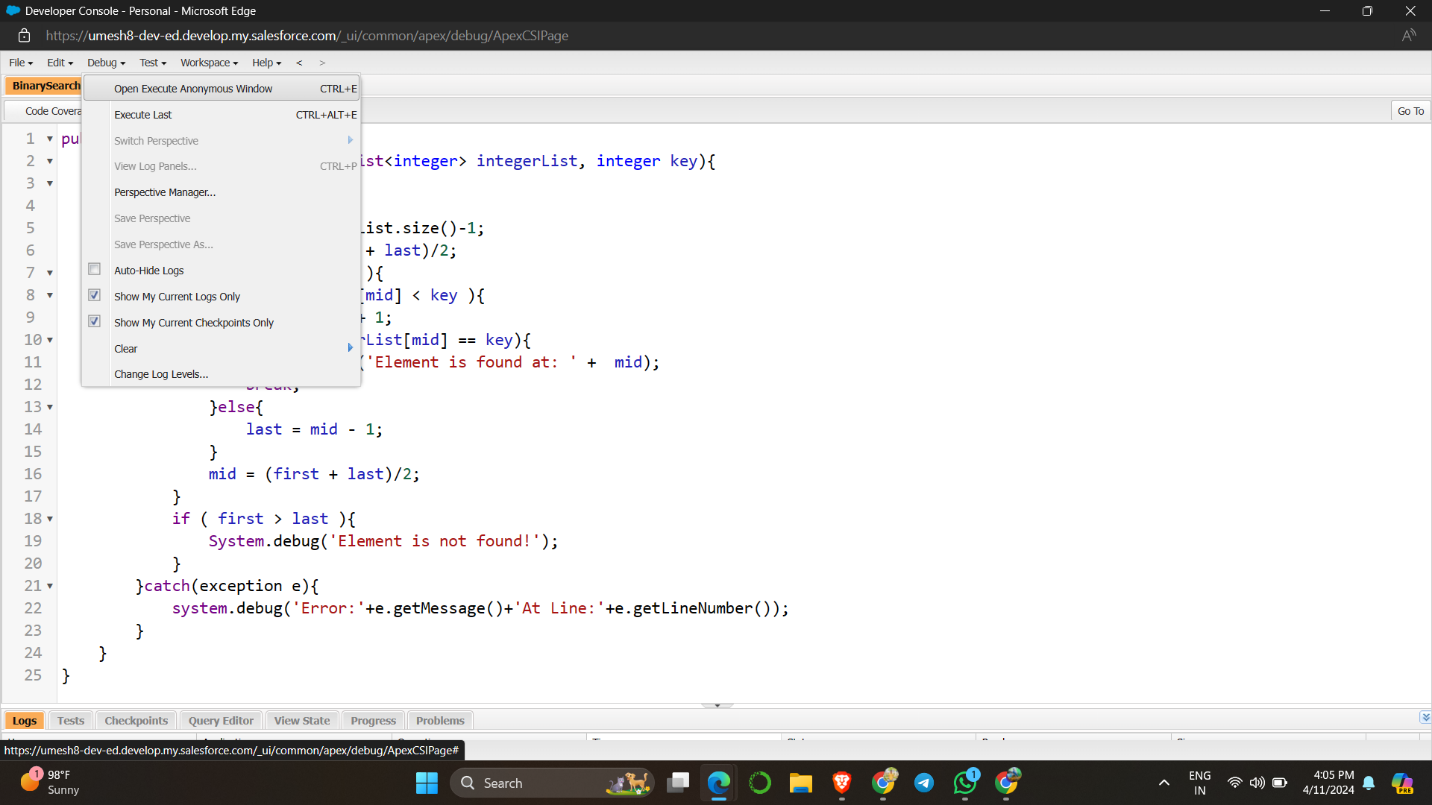 Developer Console - Personal - Microsoft Edge
https://umesh8-dev-ed.develop.my.salesforce.com/_ui/common/apex/debug/ApexCSIPage
File Edit Debug Test Workspace Help < >
BinarySearch
Code Covera Go To
Open Execute Anonymous Window CTRL+E
Execute Last CTRL+ALT+E
Switch Perspective
View Log Panels... CTRL+P
Perspective Manager...
Save Perspective
Save Perspective As...
Auto-Hide Logs
Show My Current Logs Only
Show My Current Checkpoints Only
Clear
Change Log Levels...
1 pu
2 ist<integer> integerList, integer key){
3
4
5 ist.size()-1;
6 + last)/2;
7 ){
8 [mid] < key ){
9 + 1;
10 List[mid] == key){
11 ('Element is found at: ' + mid);
12 break;
13 }else{
14 last = mid - 1;
15 }
16 mid = (first + last)/2;
17 }
18 if ( first > last ){
19 System.debug('Element is not found!');
20 }
21 }catch(exception e){
22 system.debug('Error:'+e.getMessage()+'At Line:'+e.getLineNumber());
23 }
24 }
25 }
Logs Tests Checkpoints Query Editor View State Progress Problems
https://umesh8-dev-ed.develop.my.salesforce.com/_ui/common/apex/debug/ApexCSIPage#
1 98°F
Sunny
Search
1
ENG
IN
4:05 PM
4/11/2024
PRE